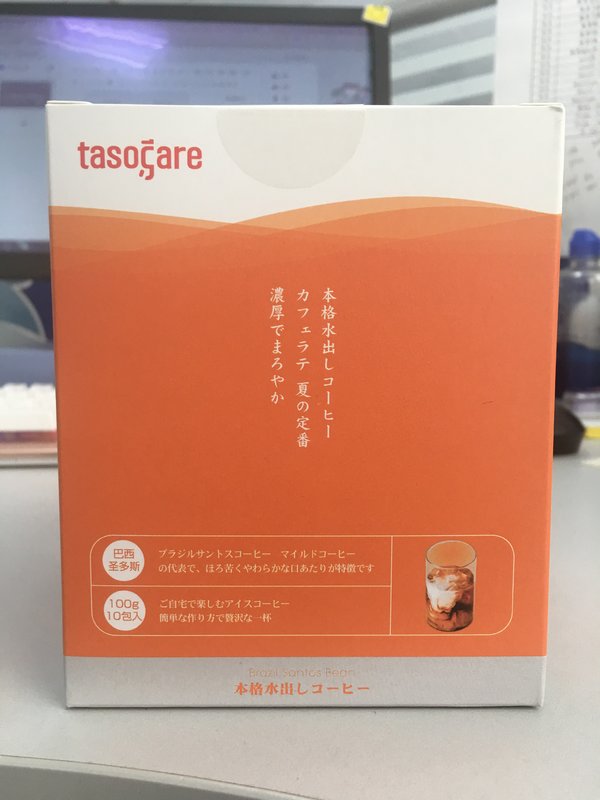 tasogare
本格水出しコーヒー
カフェラテ 夏の定番
濃厚でまろやか
巴西
圣多斯
ブラジルサントスコーヒー マイルドコーヒー
の代表で、ほろ苦くやわらかな口あたりが特徴です
100g
10包入
ご自宅で楽しむアイスコーヒー
簡単な作り方で贅沢な一杯
Brazil Santos Bean
本格水出しコーヒー